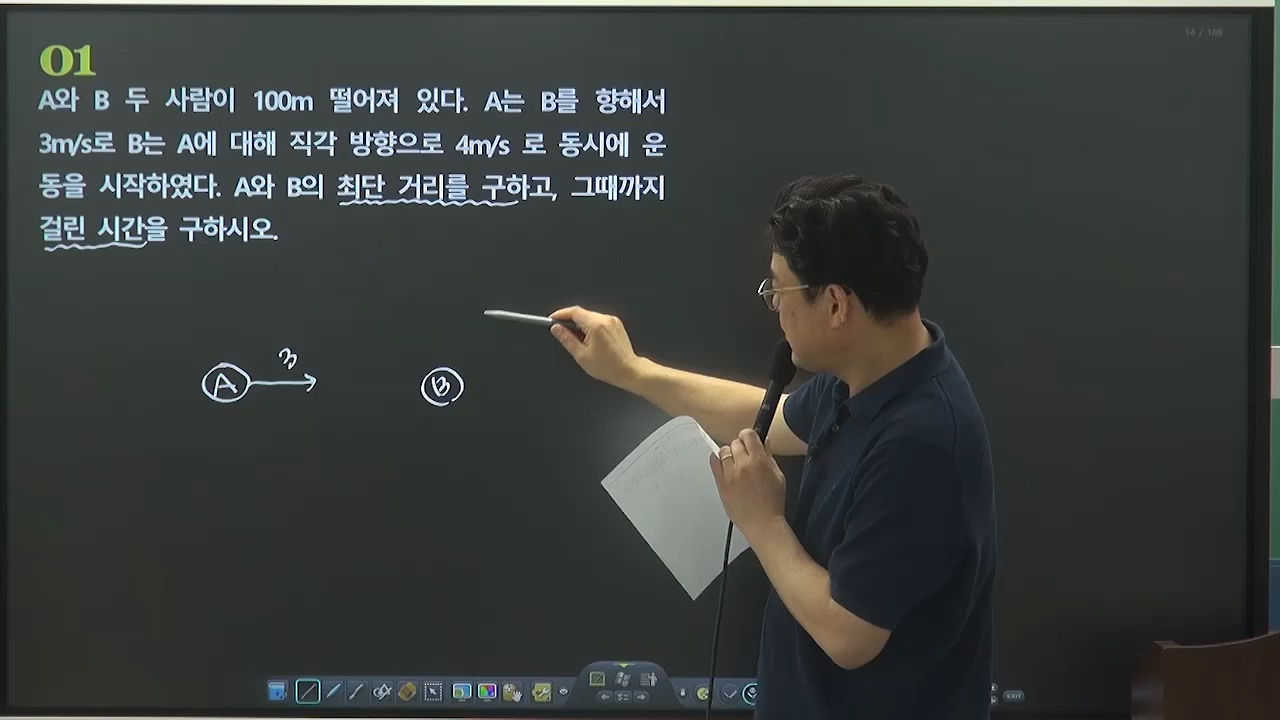 14 / 188
01
A와 B 두 사람이 100m 떨어져 있다. A는 B를 향해서
3m/s로 B는 A에 대해 직각 방향으로 4m/s 로 동시에 운
동을 시작하였다. A와 B의 최단 거리를 구하고, 그때까지
걸린 시간을 구하시오.
3
A B
EXIT